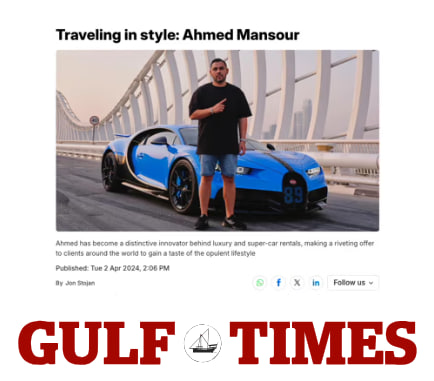 Traveling in style: Ahmed Mansour
89
Ahmed has become a distinctive innovator behind luxury and super-car rentals, making a riveting offer
to clients around the world to gain a taste of the opulent lifestyle
Published: Tue 2 Apr 2024, 2:06 PM
By Jon Stojan
Follow us
GULF TIMES